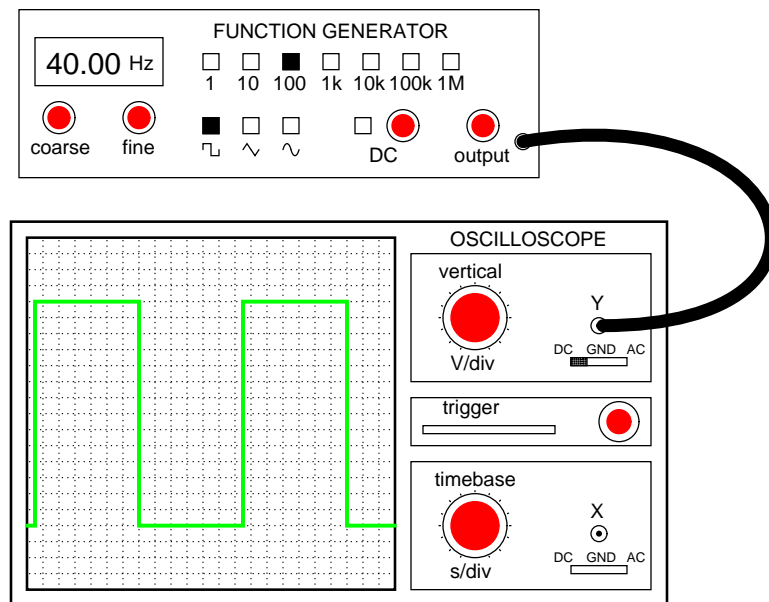 FUNCTION GENERATOR
40.00 Hz
1 10 100 1k 10k 100k 1M
coarse fine DC output
OSCILLOSCOPE
vertical
Y
DC GND AC
V/div
trigger
timebase
X
DC GND AC
s/div